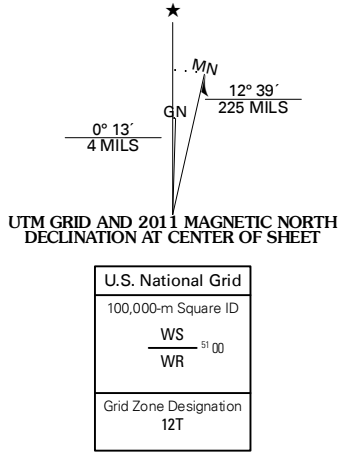 ★
MN
12° 39´
225 MILS
GN
0° 13´
4 MILS
UTM GRID AND 2011 MAGNETIC NORTH
DECLINATION AT CENTER OF SHEET
U.S. National Grid
100,000-m Square ID
WS
51 00
WR
Grid Zone Designation
12T